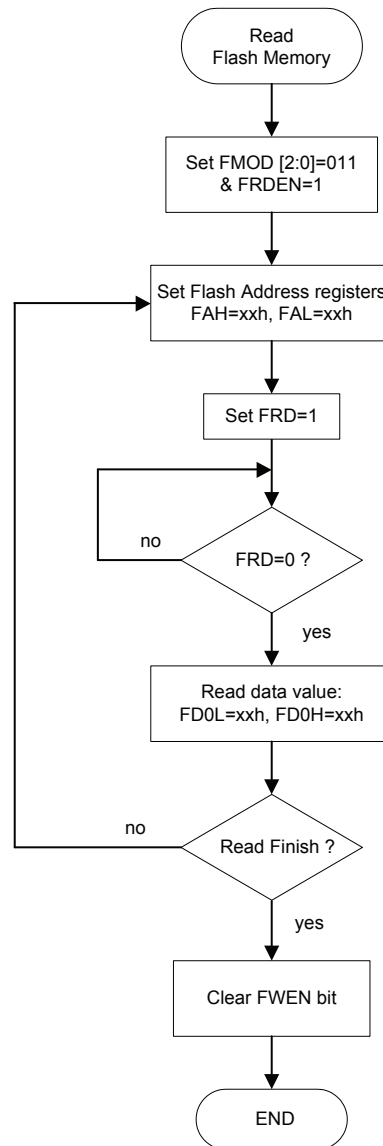 Read
Flash Memory
Set FMOD [2:0]=011
& FRDEN=1
Set Flash Address registers
FAH=xxh, FAL=xxh
Set FRD=1
no
FRD=0 ?
yes
Read data value:
FD0L=xxh, FD0H=xxh
no
Read Finish ?
yes
Clear FWEN bit
END